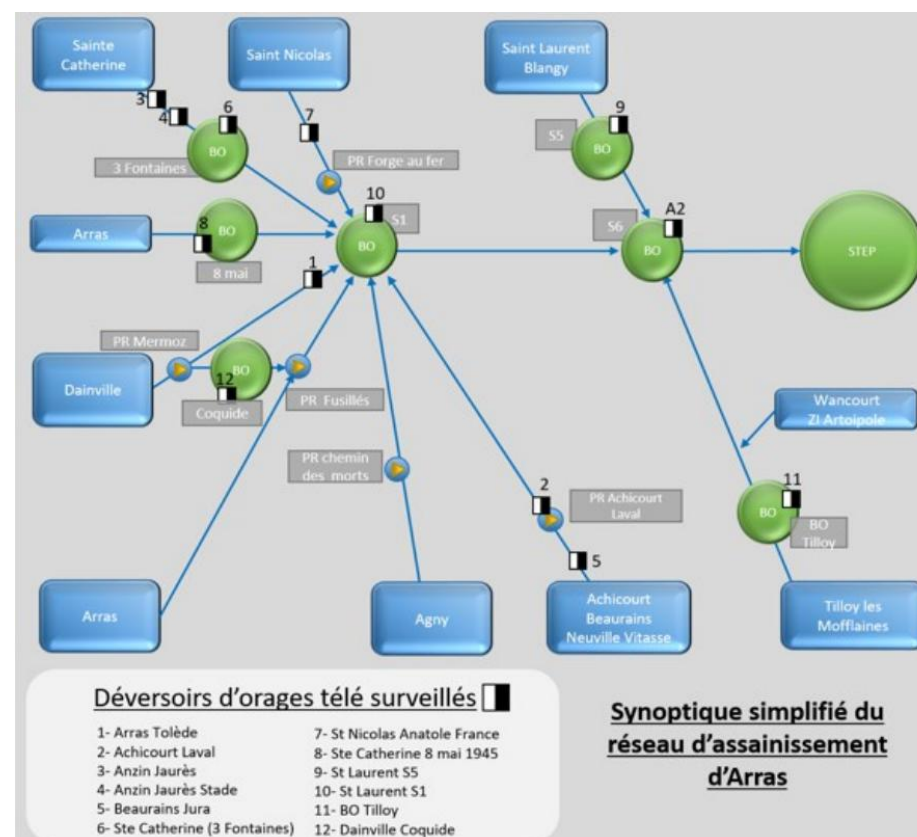 Sainte
Catherine
Saint Nicolas
Saint Laurent
Blangy
3
4
6
7
9
BO
3 Fontaines
PR Forge au fer
S5
BO
10
S1
BO
A2
S6
BO
STEP
Arras
8
BO
8 mai
1
PR Mermoz
Dainville
BO
12
Coquide
PR Fusillés
Wancourt
ZI Artoipole
PR chemin
des morts
2
PR Achicourt
Laval
5
11
BO
BO
Tilloy
Arras
Agny
Achicourt
Beaurains
Neuville Vitasse
Tilloy les
Mofflaines
Déversoirs d'orages télé surveillés
1- Arras Tolède
2- Achicourt Laval
3- Anzin Jaurès
4- Anzin Jaurès Stade
5- Beaurains Jura
6- Ste Catherine (3 Fontaines)
7- St Nicolas Anatole France
8- Ste Catherine 8 mai 1945
9- St Laurent S5
10- St Laurent S1
11- BO Tilloy
12- Dainville Coquide
Synoptique simplifié du
réseau d'assainissement
d'Arras